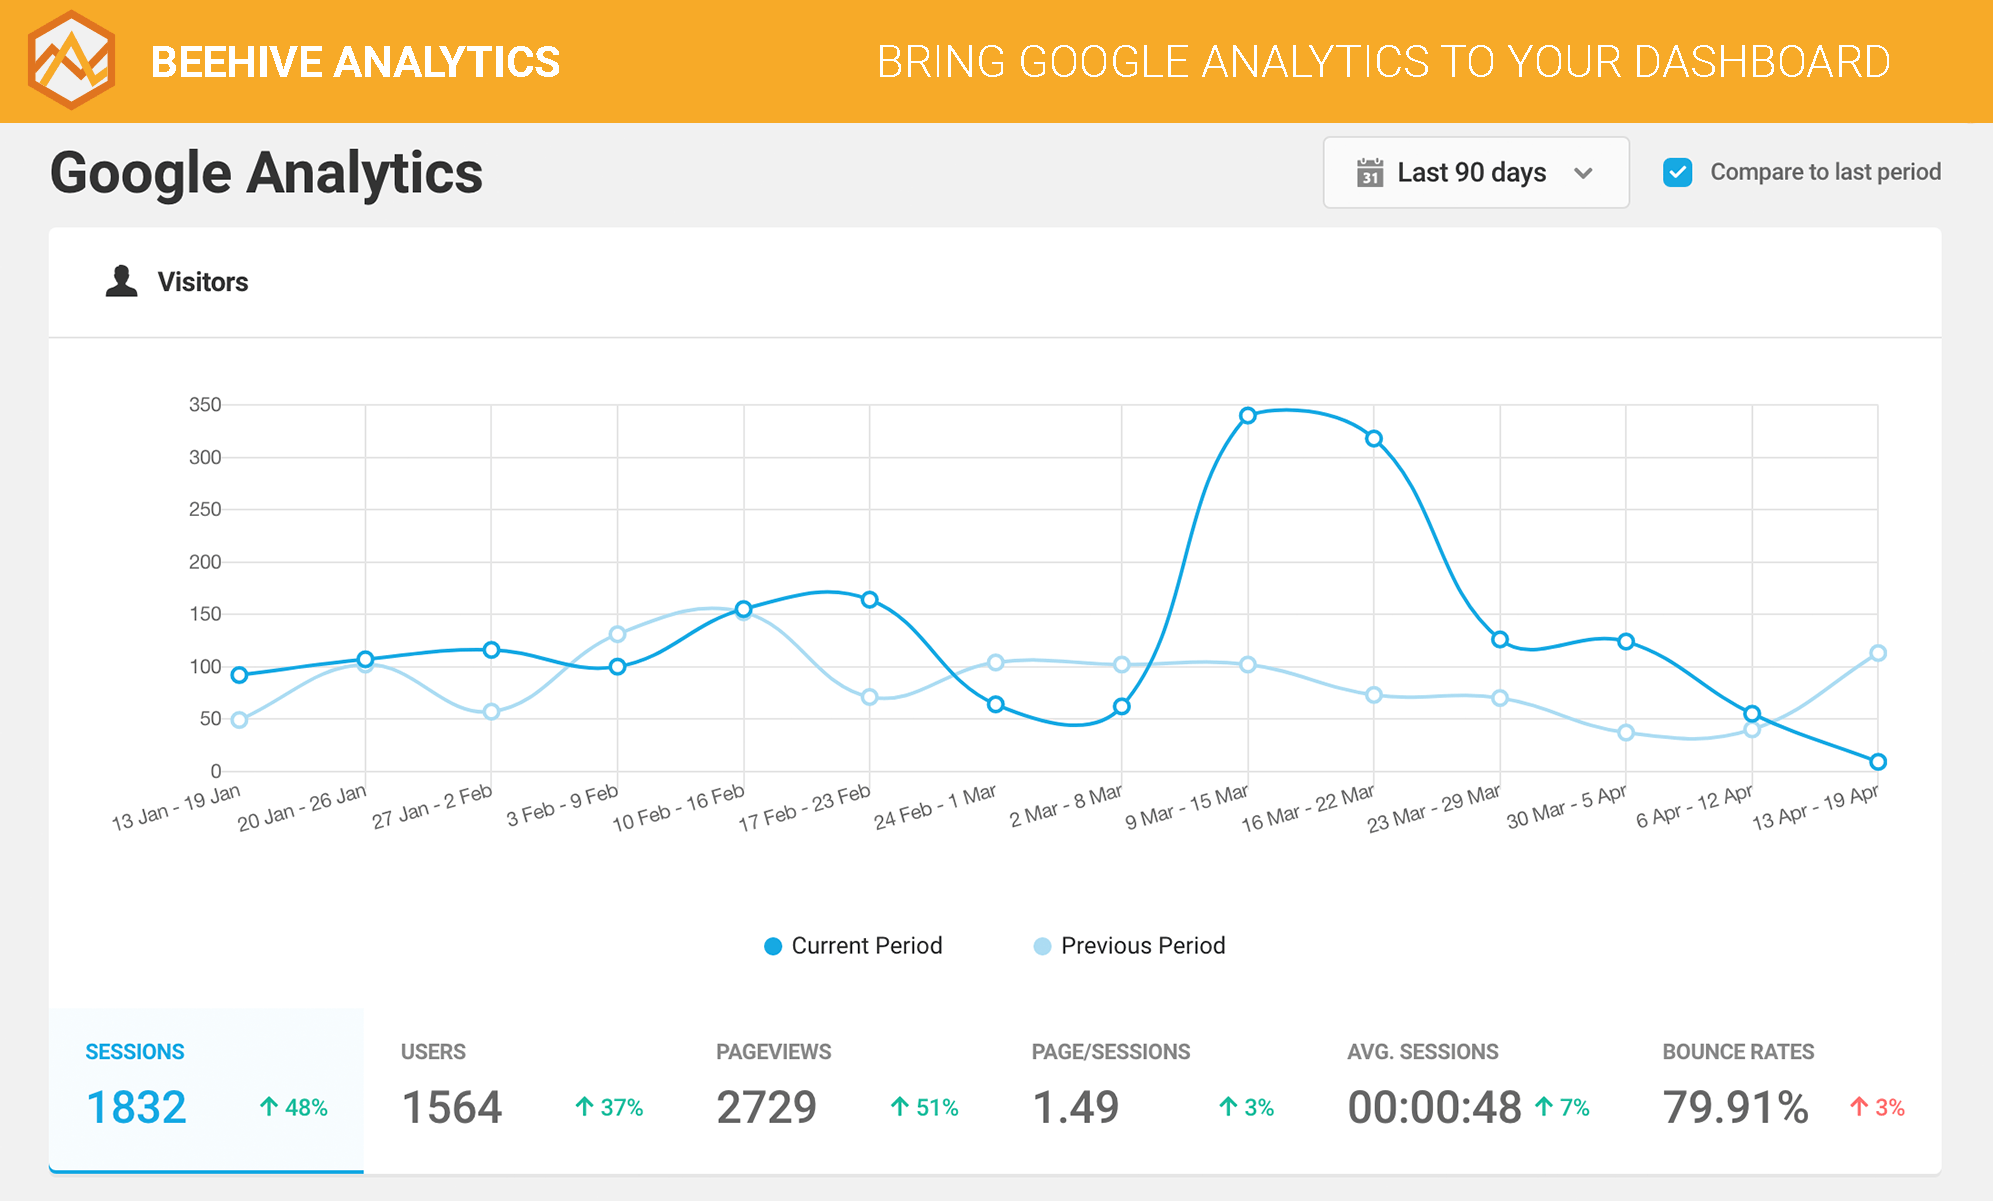 BEEHIVE ANALYTICS
BRING GOOGLE ANALYTICS TO YOUR DASHBOARD
Google Analytics
31 Last 90 days
Compare to last period
Visitors
350
300
250
200
150
100
50
0
13 Jan - 19 Jan
20 Jan - 26 Jan
27 Jan - 2 Feb
3 Feb - 9 Feb
10 Feb - 16 Feb
17 Feb - 23 Feb
24 Feb - 1 Mar
2 Mar - 8 Mar
9 Mar - 15 Mar
16 Mar - 22 Mar
23 Mar - 29 Mar
30 Mar - 5 Apr
6 Apr - 12 Apr
13 Apr - 19 Apr
Current Period
Previous Period
SESSIONS
1832 ↑ 48%
USERS
1564 ↑ 37%
PAGEVIEWS
2729 ↑ 51%
PAGE/SESSIONS
1.49 ↑ 3%
AVG. SESSIONS
00:00:48 ↑ 7%
BOUNCE RATES
79.91% ↑ 3%